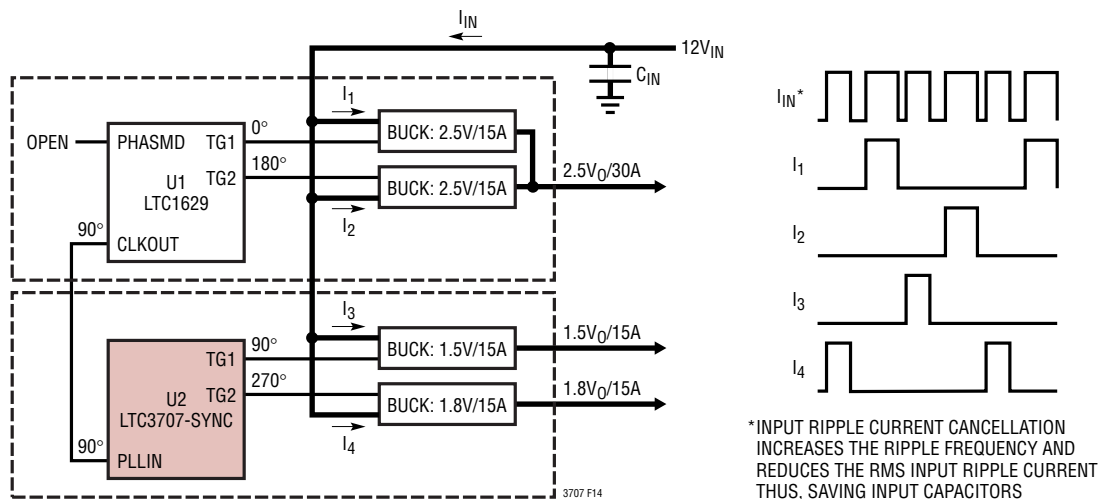 I_IN
12V_IN
C_IN
I_1
BUCK: 2.5V/15A
OPEN
PHASMD
TG1
0°
U1
LTC1629
TG2
180°
BUCK: 2.5V/15A
2.5V_O/30A
I_2
90°
CLKOUT
I_3
BUCK: 1.5V/15A
1.5V_O/15A
TG1
90°
U2
LTC3707-SYNC
TG2
270°
BUCK: 1.8V/15A
1.8V_O/15A
I_4
90°
PLLIN
3707 F14
I_IN*
I_1
I_2
I_3
I_4
*INPUT RIPPLE CURRENT CANCELLATION
INCREASES THE RIPPLE FREQUENCY AND
REDUCES THE RMS INPUT RIPPLE CURRENT
THUS, SAVING INPUT CAPACITORS